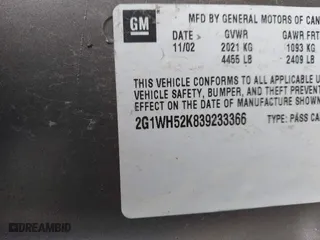 GM
MFD BY GENERAL MOTORS OF CAN
DATE GVWR GAWR FRT
11/02 2021 KG 1093 KG
4455 LB 2409 LB
THIS VEHICLE CONFORMS TO ALL APPLICABLE
VEHICLE SAFETY, BUMPER, AND THEFT PREVENT
EFFECT ON THE DATE OF MANUFACTURE SHOWN
2G1WH52K839233366 TYPE: PASS CA
DREAMBID